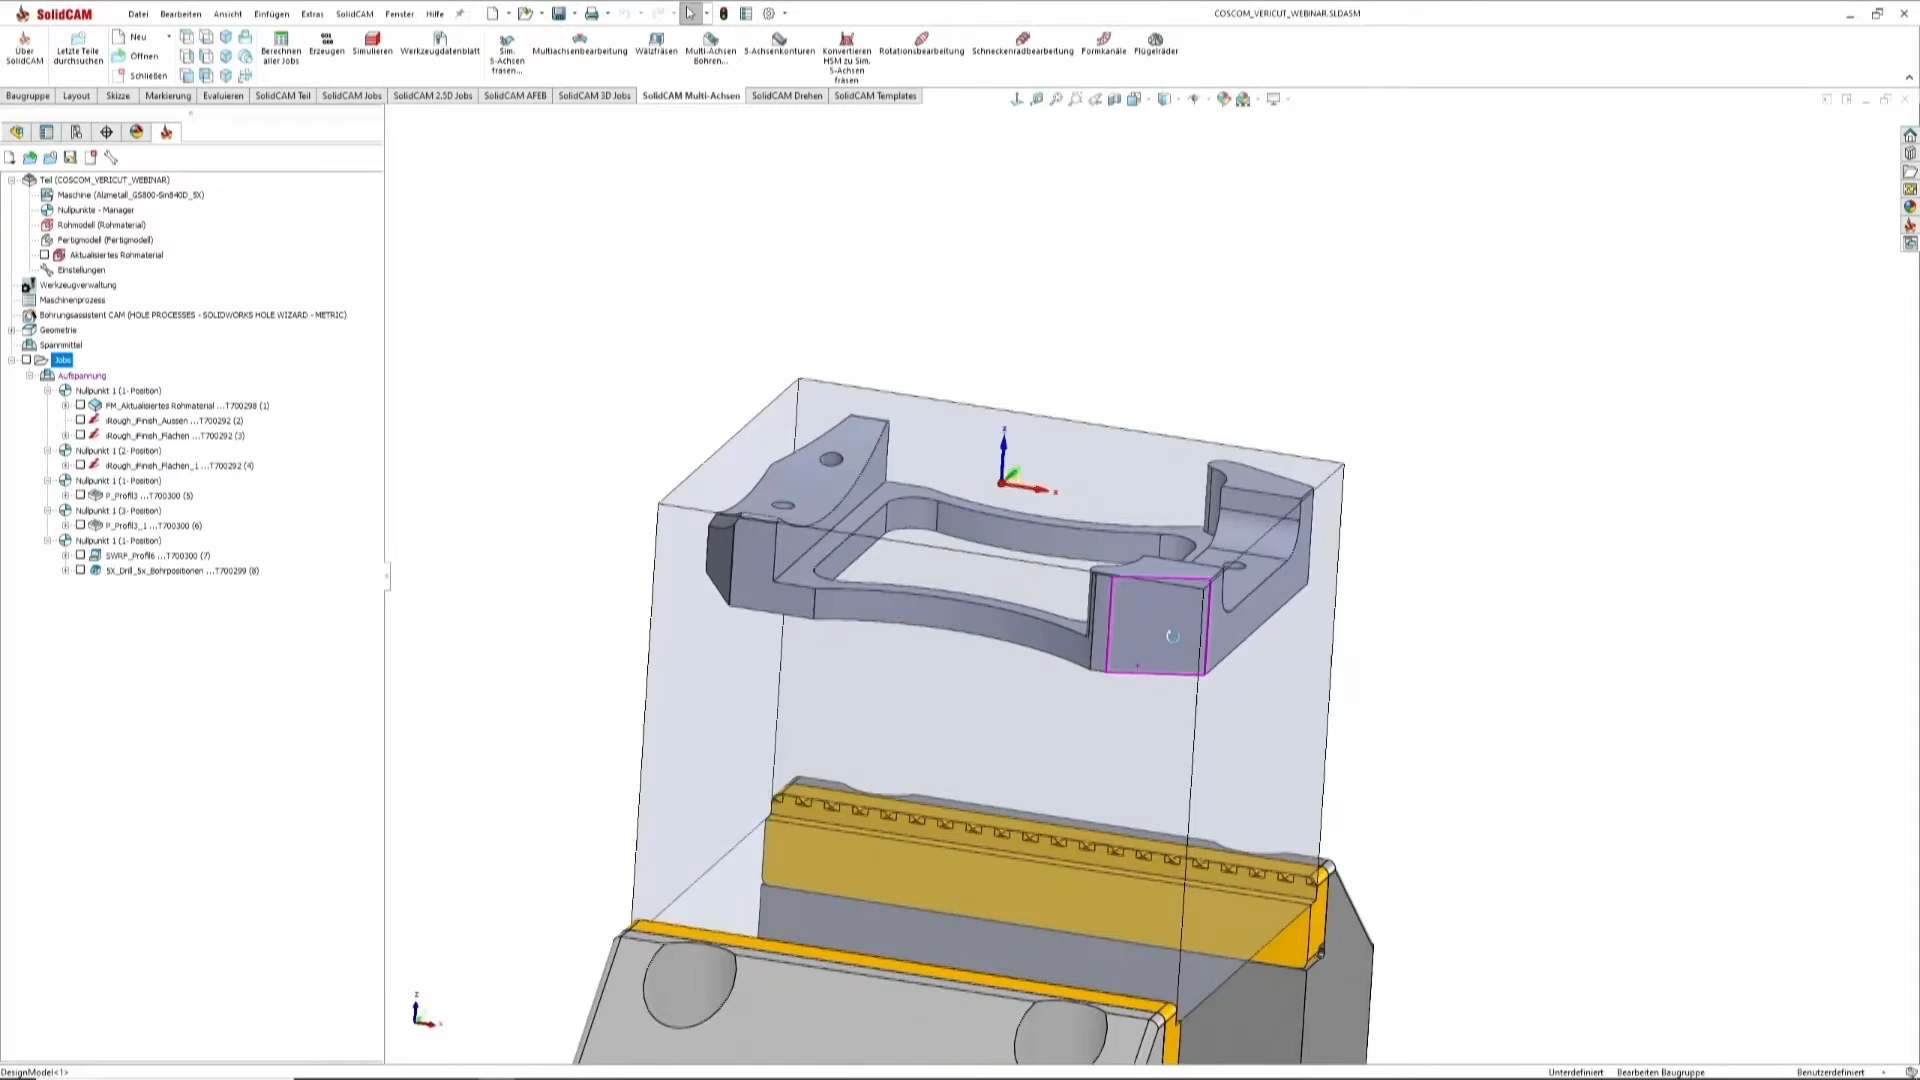 SolidCAM Datei Bearbeiten Ansicht Einfügen Extras SolidCAM Fenster Hilfe COSCOM_VERICUT_WEBINAR.SLDASM
Über SolidCAM
Letzte Teile durchsuchen
Neu
Öffnen
Schließen
Berechnen aller Jobs
Erzeugen
Simulieren
Werkzeugdatenblatt
Sim. 5-Achsen fräsen...
Multiachsenbearbeitung
Wälzfräsen
Multi-Achsen Bohren...
5-Achsenkonturen
Konvertieren HSM zu Sim. 5-Achsen fräsen
Rotationsbearbeitung
Schneckenradbearbeitung
Formkanäle
Flügelräder
Baugruppe Layout Skizze Markierung Evaluieren SolidCAM Teil SolidCAM Jobs SolidCAM 2.5D Jobs SolidCAM AFEB SolidCAM 3D Jobs SolidCAM Multi-Achsen SolidCAM Drehen SolidCAM Templates
Teil (COSCOM_VERICUT_WEBINAR)
Maschine (Alzmetall_GS800-Sin840D_5X)
Nullpunkte - Manager
Rohmodell (Rohmaterial)
Fertigmodell (Fertigmodell)
Aktualisiertes Rohmaterial
Einstellungen
Werkzeugverwaltung
Maschinenprozess
Bohrungsassistent CAM (HOLE PROCESSES - SOLIDWORKS HOLE WIZARD - METRIC)
Geometrie
Spannmittel
Jobs
Aufspannung
Nullpunkt 1 (1- Position)
FM_Aktualisiertes Rohmaterial ...T700298 (1)
iRough_iFinish_Aussen ...T700292 (2)
iRough_iFinish_Flachen ...T700292 (3)
Nullpunkt 1 (2- Position)
iRough_iFinish_Flachen_1 ...T700292 (4)
Nullpunkt 1 (1- Position)
P_Profil3 ...T700300 (5)
Nullpunkt 1 (3- Position)
P_Profil3_1 ...T700300 (6)
Nullpunkt 1 (1- Position)
SWRF_Profil6 ...T700300 (7)
5X_Drill_5x_Bohrpositionen ...T700299 (8)
z
x
z
x
DesignModel<1> Unterdefiniert Bearbeiten Baugruppe Benutzerdefiniert